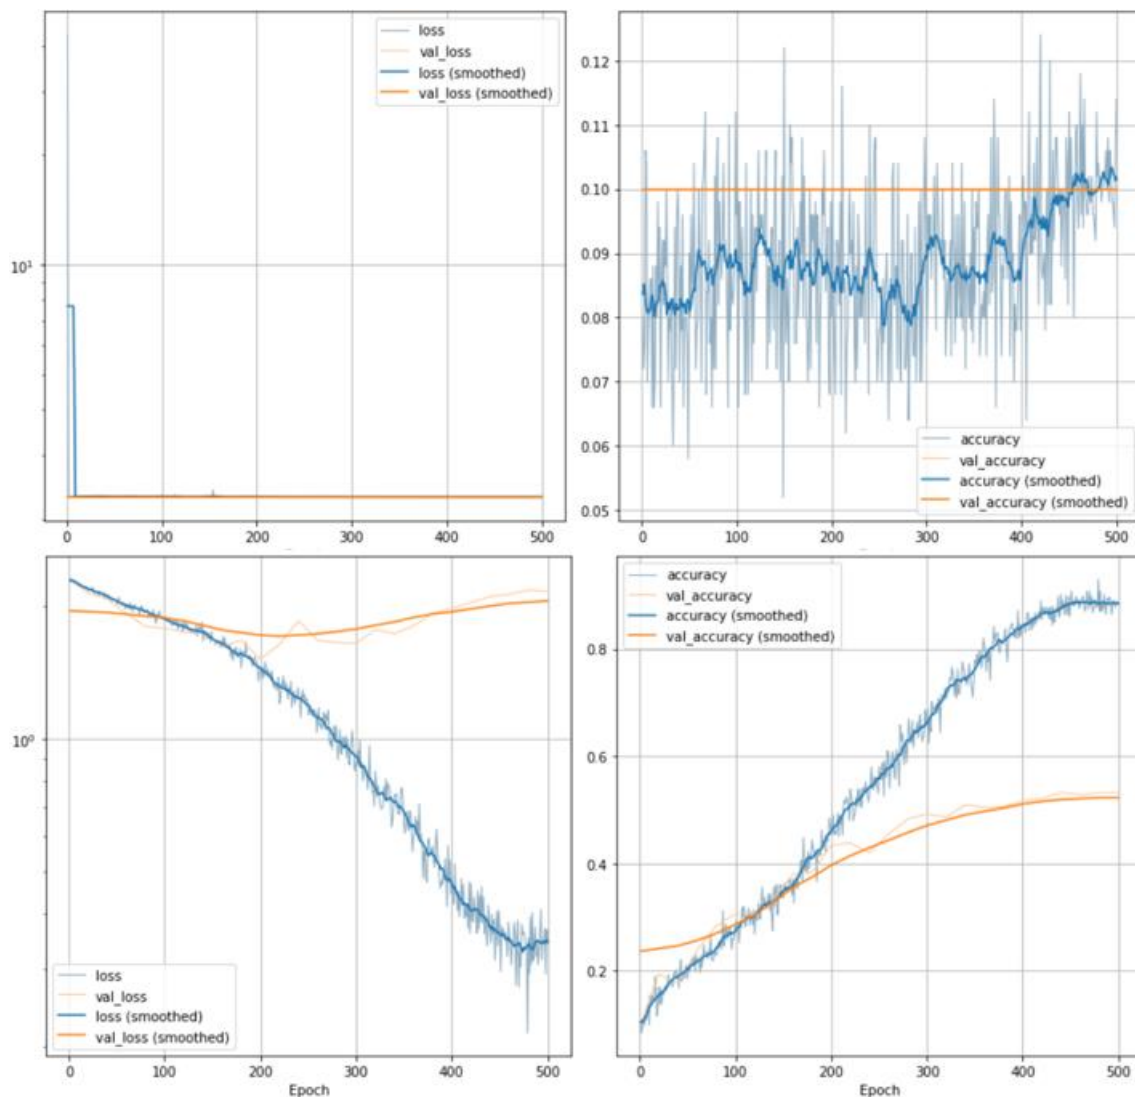 loss
val_loss
loss (smoothed)
val_loss (smoothed)
10¹
0 100 200 300 400 500
0.12
0.11
0.10
0.09
0.08
0.07
0.06
0.05
accuracy
val_accuracy
accuracy (smoothed)
val_accuracy (smoothed)
0 100 200 300 400 500
10⁰
loss
val_loss
loss (smoothed)
val_loss (smoothed)
0 100 200 300 400 500
Epoch
accuracy
val_accuracy
accuracy (smoothed)
val_accuracy (smoothed)
0.8
0.6
0.4
0.2
0 100 200 300 400 500
Epoch